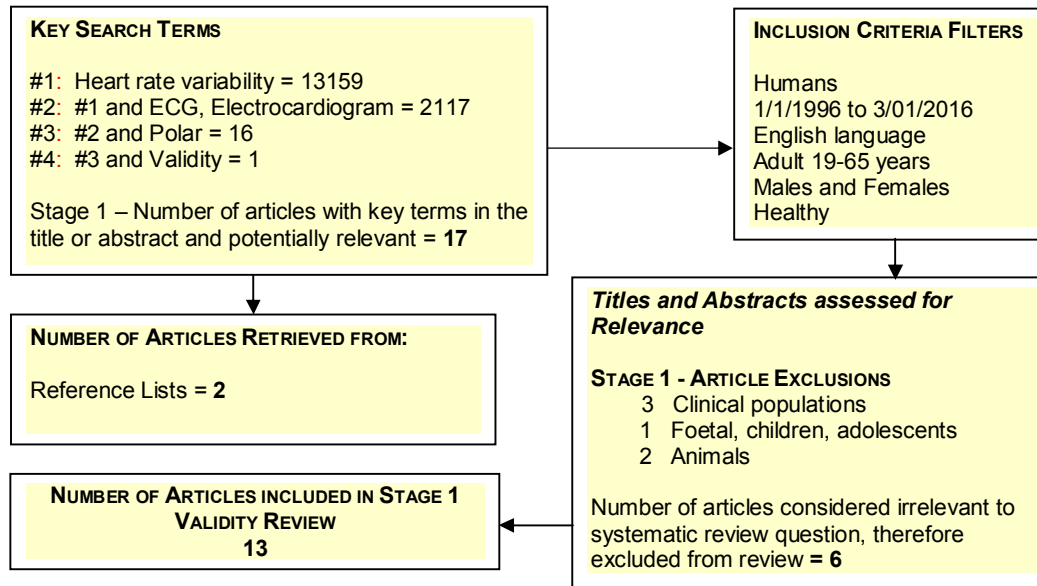 KEY SEARCH TERMS
#1: Heart rate variability = 13159
#2: #1 and ECG, Electrocardiogram = 2117
#3: #2 and Polar = 16
#4: #3 and Validity = 1
Stage 1 – Number of articles with key terms in the
title or abstract and potentially relevant = 17
INCLUSION CRITERIA FILTERS
Humans
1/1/1996 to 3/01/2016
English language
Adult 19-65 years
Males and Females
Healthy
NUMBER OF ARTICLES RETRIEVED FROM:
Reference Lists = 2
Titles and Abstracts assessed for
Relevance
STAGE 1 - ARTICLE EXCLUSIONS
3 Clinical populations
1 Foetal, children, adolescents
2 Animals
Number of articles considered irrelevant to
systematic review question, therefore
excluded from review = 6
NUMBER OF ARTICLES INCLUDED IN STAGE 1
VALIDITY REVIEW
13